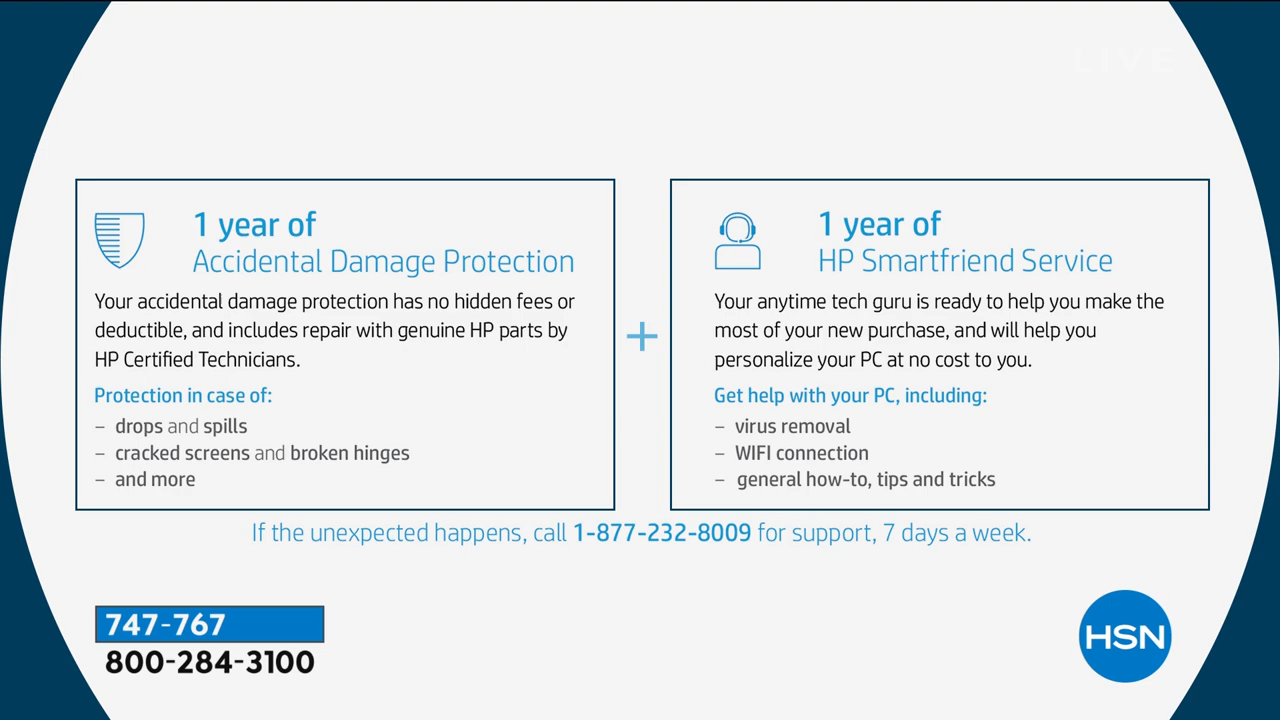 LIVE
1 year of
Accidental Damage Protection
Your accidental damage protection has no hidden fees or
deductible, and includes repair with genuine HP parts by
HP Certified Technicians.
Protection in case of:
– drops and spills
– cracked screens and broken hinges
– and more
+
1 year of
HP Smartfriend Service
Your anytime tech guru is ready to help you make the
most of your new purchase, and will help you
personalize your PC at no cost to you.
Get help with your PC, including:
– virus removal
– WIFI connection
– general how-to, tips and tricks
If the unexpected happens, call 1-877-232-8009 for support, 7 days a week.
747-767
800-284-3100
HSN